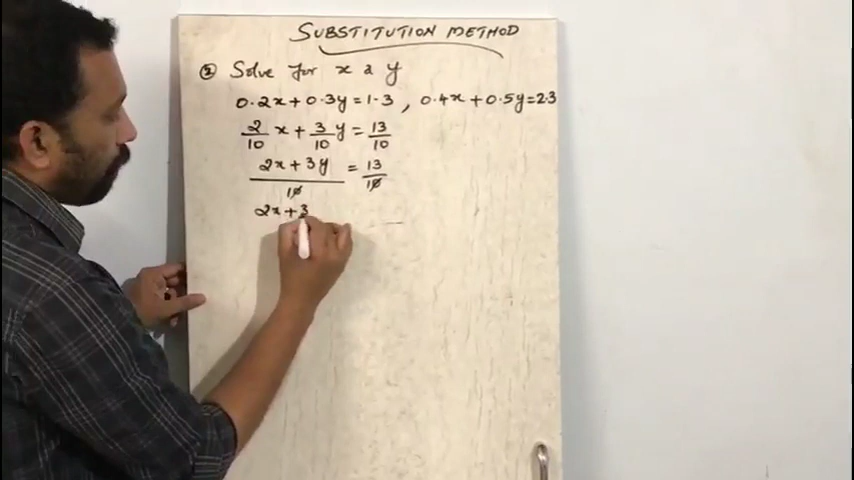 SUBSTITUTION METHOD
② Solve for x & y
0.2x + 0.3y = 1.3 , 0.4x + 0.5y = 2.3
2/10 x + 3/10 y = 13/10
2x + 3y / 10 = 13/10
2x + 3